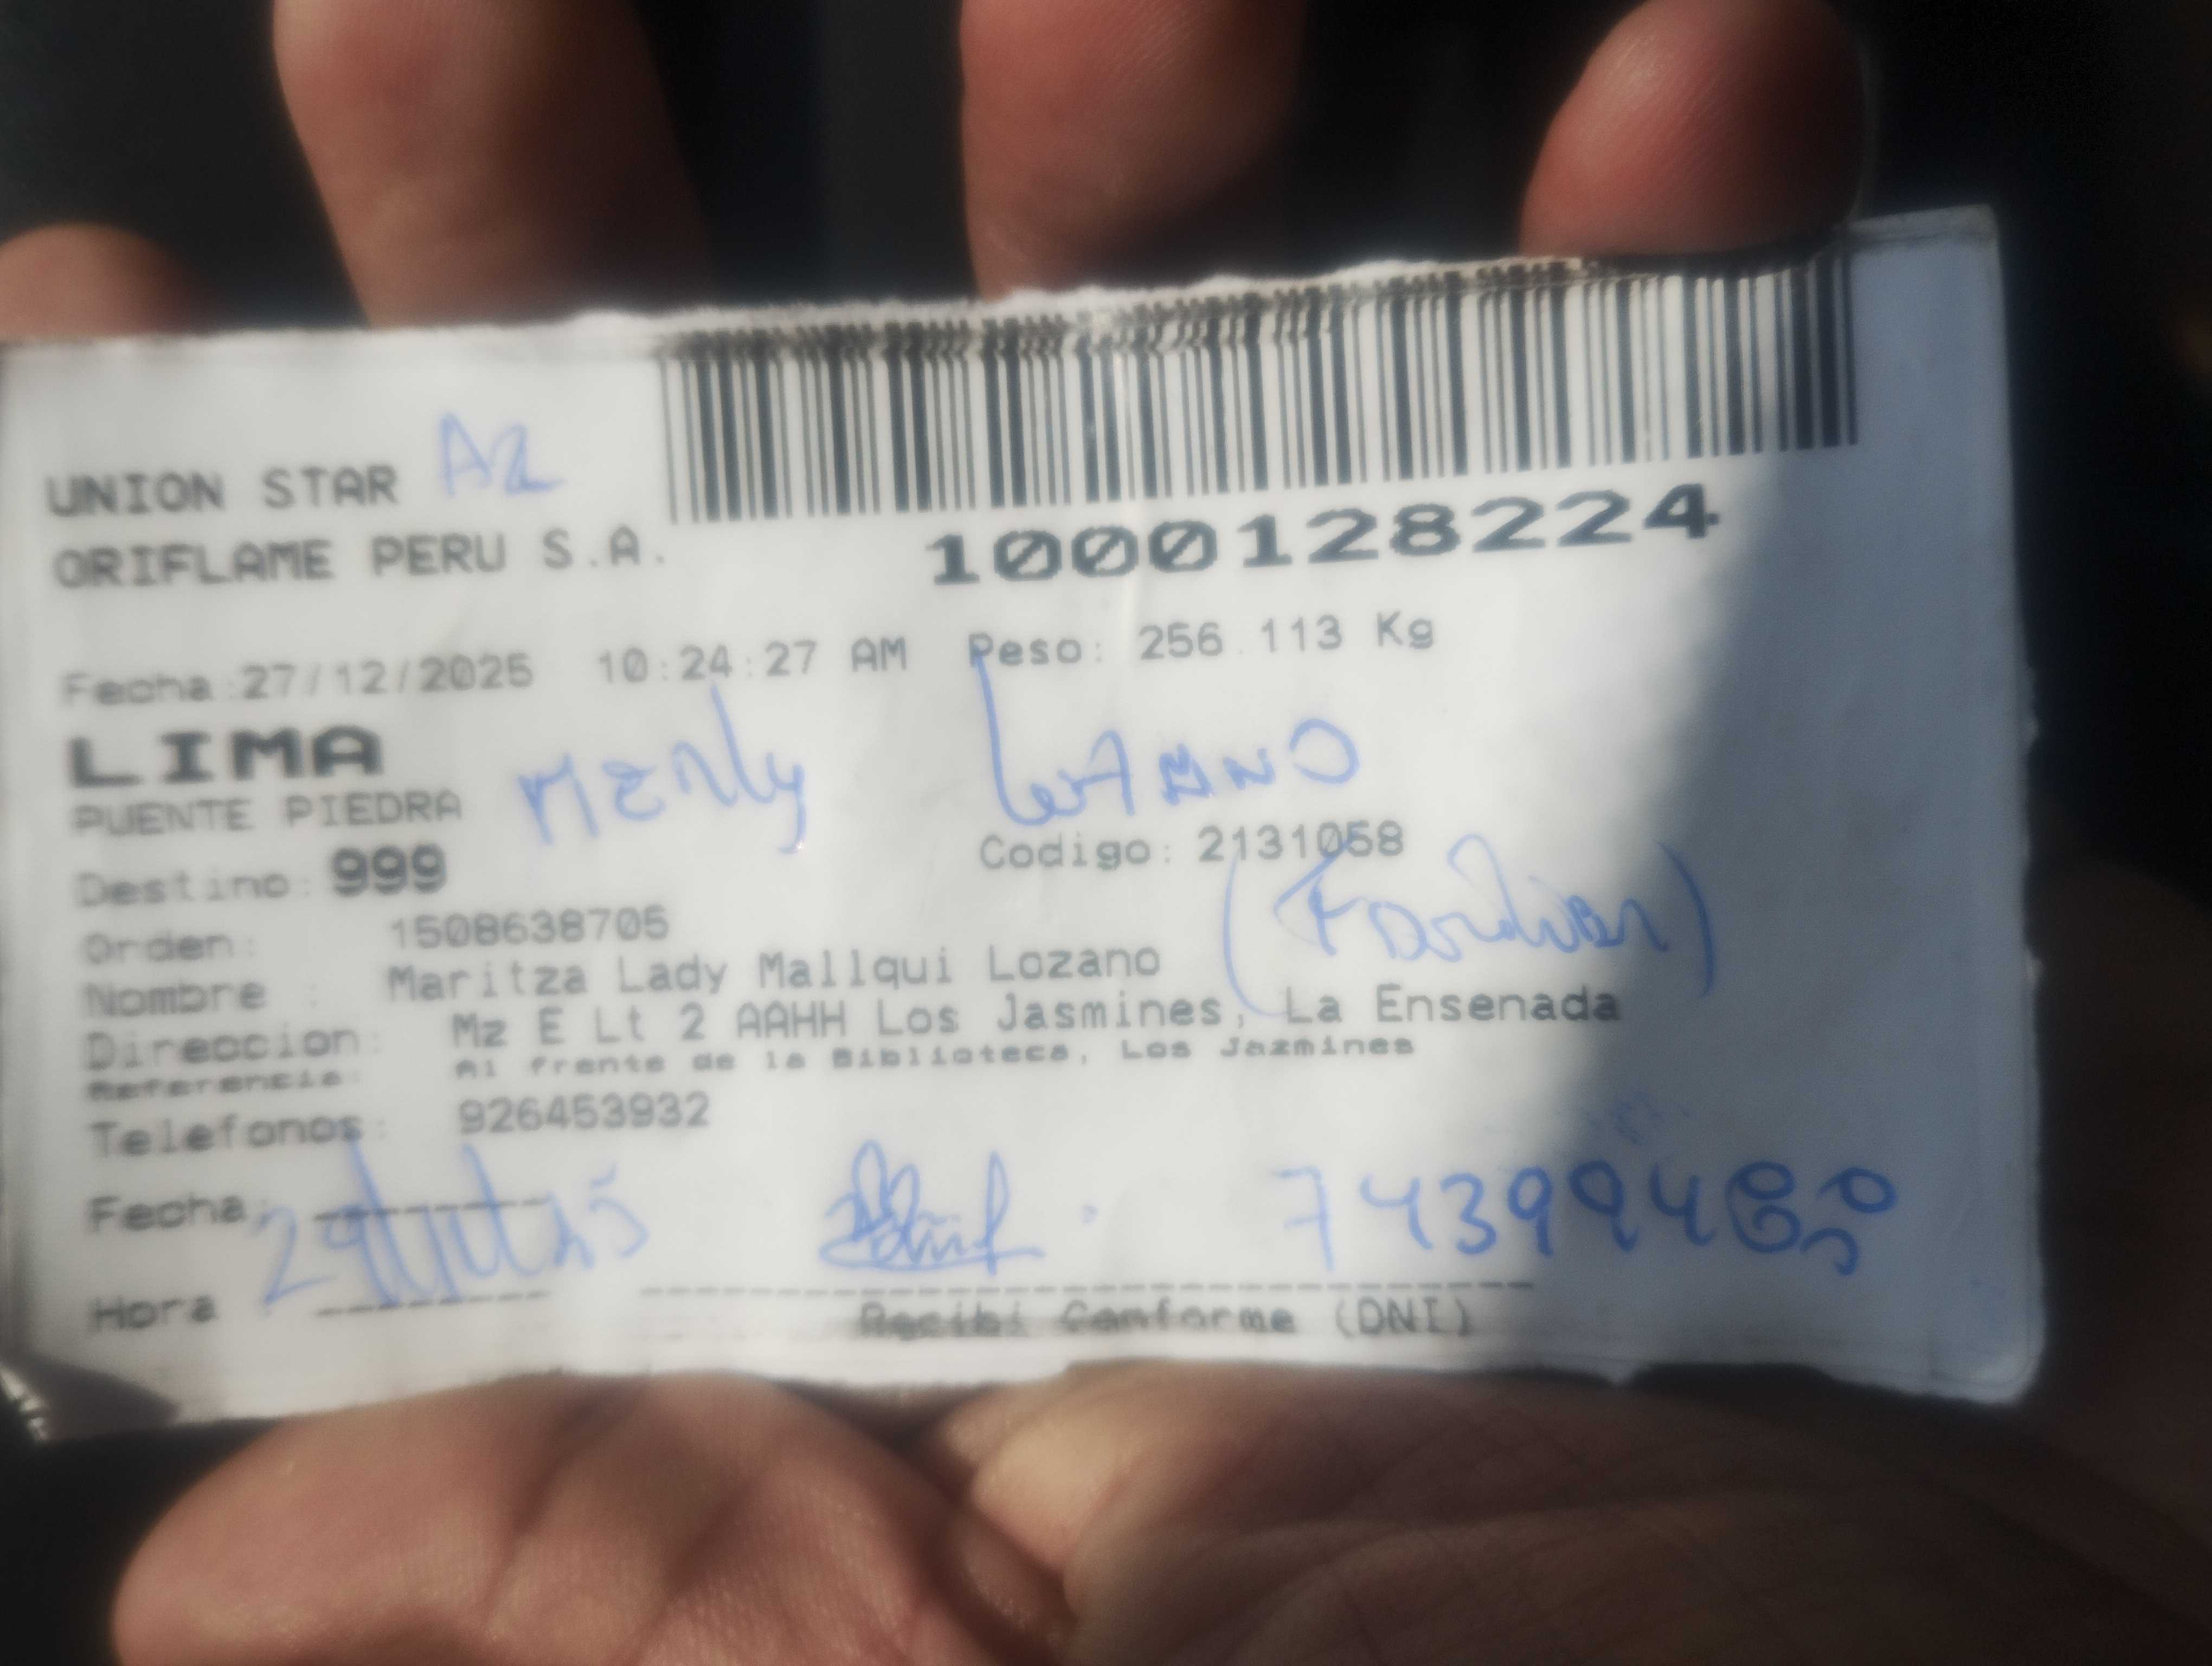 UNION STAR A2
ORIFLAME PERU S.A.
1000128224
Fecha:27/12/2025 10:24:27 AM Peso: 256.113 Kg
LIMA
PUENTE PIEDRA
Destino: 999 Codigo: 2131058
Orden: 1508638705
Nombre : Maritza Lady Mallqui Lozano
Direccion: Mz E Lt 2 AAHH Los Jasmines, La Ensenada
Referencia: Al frente de la Biblioteca, Los Jazmines
Telefonos: 926453932
Fecha:
Hora
Recibi Conforme (DNI)